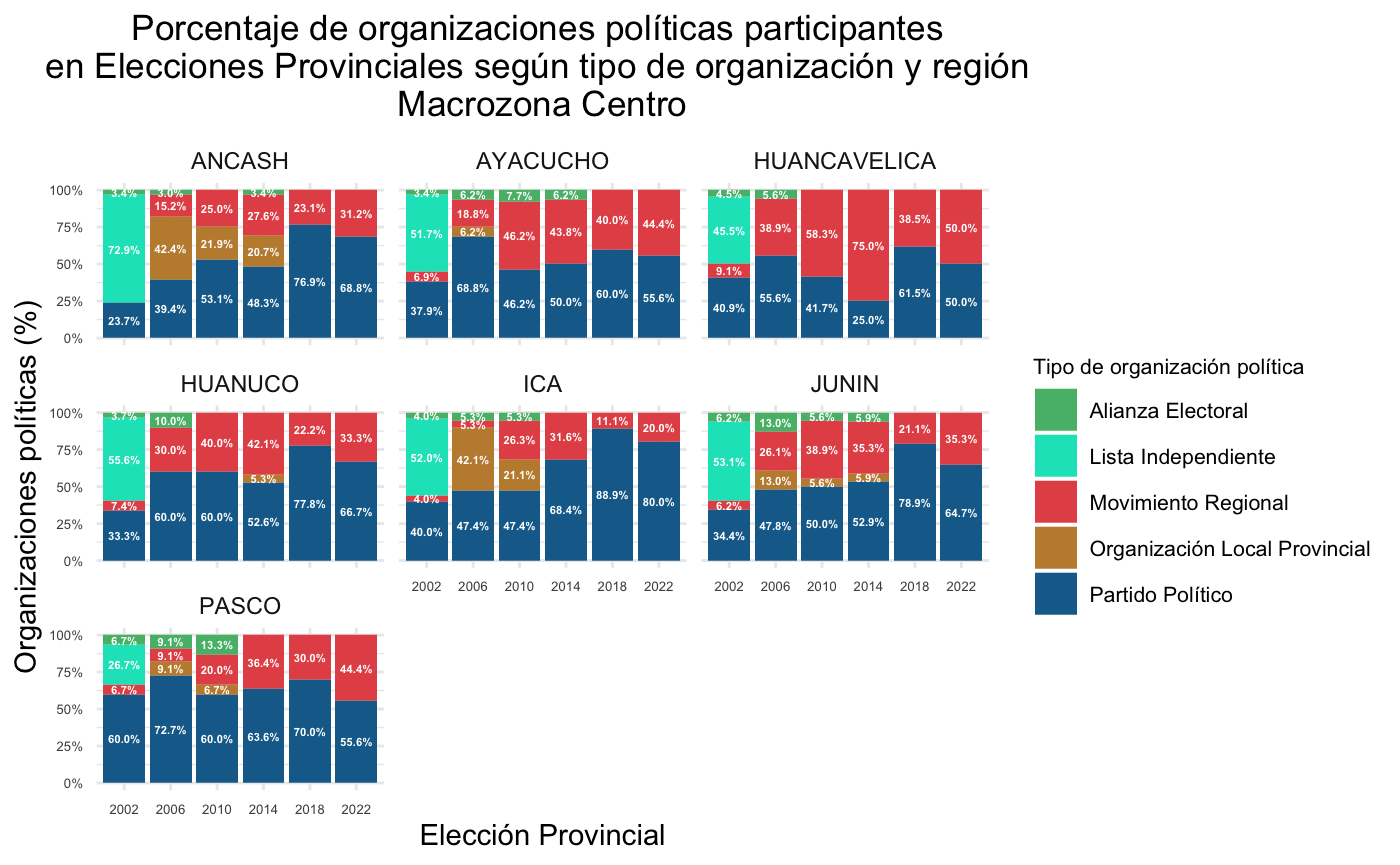 Porcentaje de organizaciones políticas participantes
en Elecciones Provinciales según tipo de organización y región
Macrozona Centro
ANCASH
AYACUCHO
HUANCAVELICA
100%
75%
50%
25%
0%
3.4% 3.0% 3.4%
72.9% 15.2% 25.0% 27.6% 23.1% 31.2%
42.4% 21.9% 20.7%
23.7% 39.4% 53.1% 48.3% 76.9% 68.8%
3.4% 6.2% 7.7% 6.2%
51.7% 18.8% 46.2% 43.8% 40.0% 44.4%
6.9% 6.2%
37.9% 68.8% 46.2% 50.0% 60.0% 55.6%
4.5% 5.6%
45.5% 38.9% 58.3% 75.0% 38.5% 50.0%
9.1%
40.9% 55.6% 41.7% 25.0% 61.5% 50.0%
HUANUCO
ICA
JUNIN
100%
75%
50%
25%
0%
3.7% 10.0%
55.6% 30.0% 40.0% 42.1% 22.2% 33.3%
7.4% 5.3%
33.3% 60.0% 60.0% 52.6% 77.8% 66.7%
4.0% 5.3% 5.3%
52.0% 5.3% 26.3% 31.6% 11.1% 20.0%
4.0% 42.1% 21.1%
40.0% 47.4% 47.4% 68.4% 88.9% 80.0%
2002 2006 2010 2014 2018 2022
6.2% 13.0% 5.6% 5.9%
53.1% 26.1% 38.9% 35.3% 21.1% 35.3%
6.2% 13.0% 5.6% 5.9%
34.4% 47.8% 50.0% 52.9% 78.9% 64.7%
2002 2006 2010 2014 2018 2022
PASCO
100%
75%
50%
25%
0%
6.7% 9.1% 13.3%
26.7% 9.1% 20.0% 36.4% 30.0% 44.4%
6.7% 9.1% 6.7%
60.0% 72.7% 60.0% 63.6% 70.0% 55.6%
2002 2006 2010 2014 2018 2022
Organizaciones políticas (%)
Elección Provincial
Tipo de organización política
Alianza Electoral
Lista Independiente
Movimiento Regional
Organización Local Provincial
Partido Político